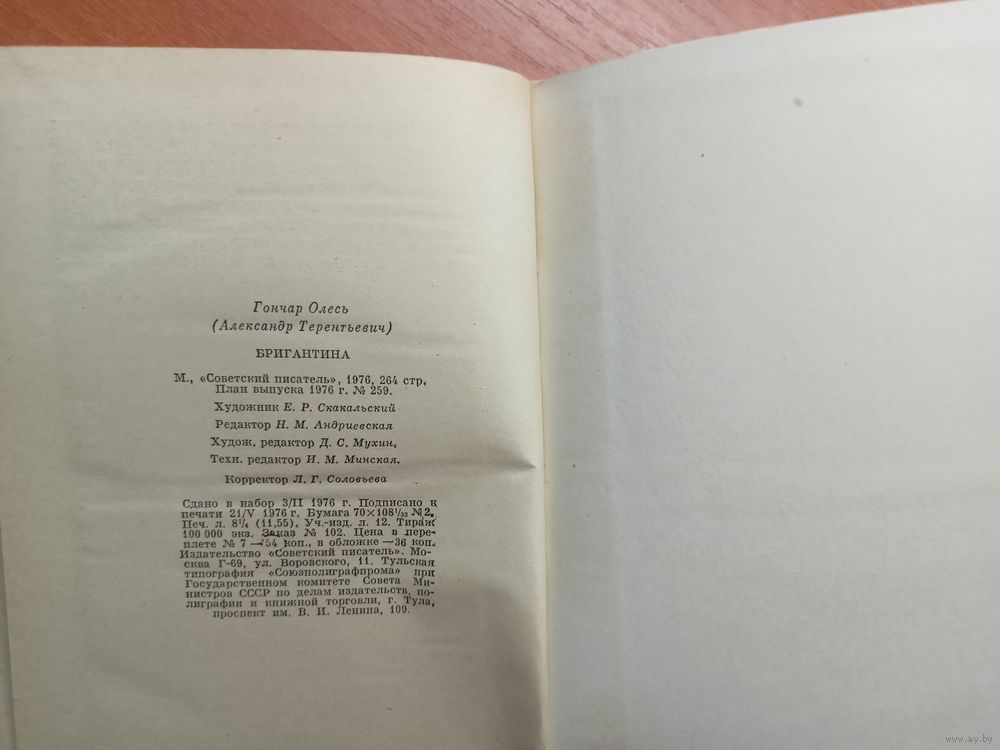 Гончар Олесь
(Александр Терентьевич)
БРИГАНТИНА
М., «Советский писатель», 1976, 264 стр.
План выпуска 1976 г. № 259.
Художник Е. Р. Скакальский
Редактор Н. М. Андриевская
Худож. редактор Д. С. Мухин.
Техн. редактор И. М. Минская.
Корректор Л. Г. Соловьева
Сдано в набор 3/II 1976 г. Подписано к
печати 21/V 1976 г. Бумага 70×108¹/₃₂ № 2.
Печ. л. 8¹/₄ (11,55). Уч.-изд. л. 12. Тираж
100 000 экз. Заказ № 102. Цена в пере-
плете № 7 —54 коп., в обложке —36 коп.
Издательство «Советский писатель». Мо-
сква Г-69, ул. Воровского, 11. Тульская
типография «Союзполиграфпрома» при
Государственном комитете Совета Ми-
нистров СССР по делам издательств, по-
лиграфии и книжной торговли, г. Тула,
проспект им. В. И. Ленина, 109.
www.ay.by